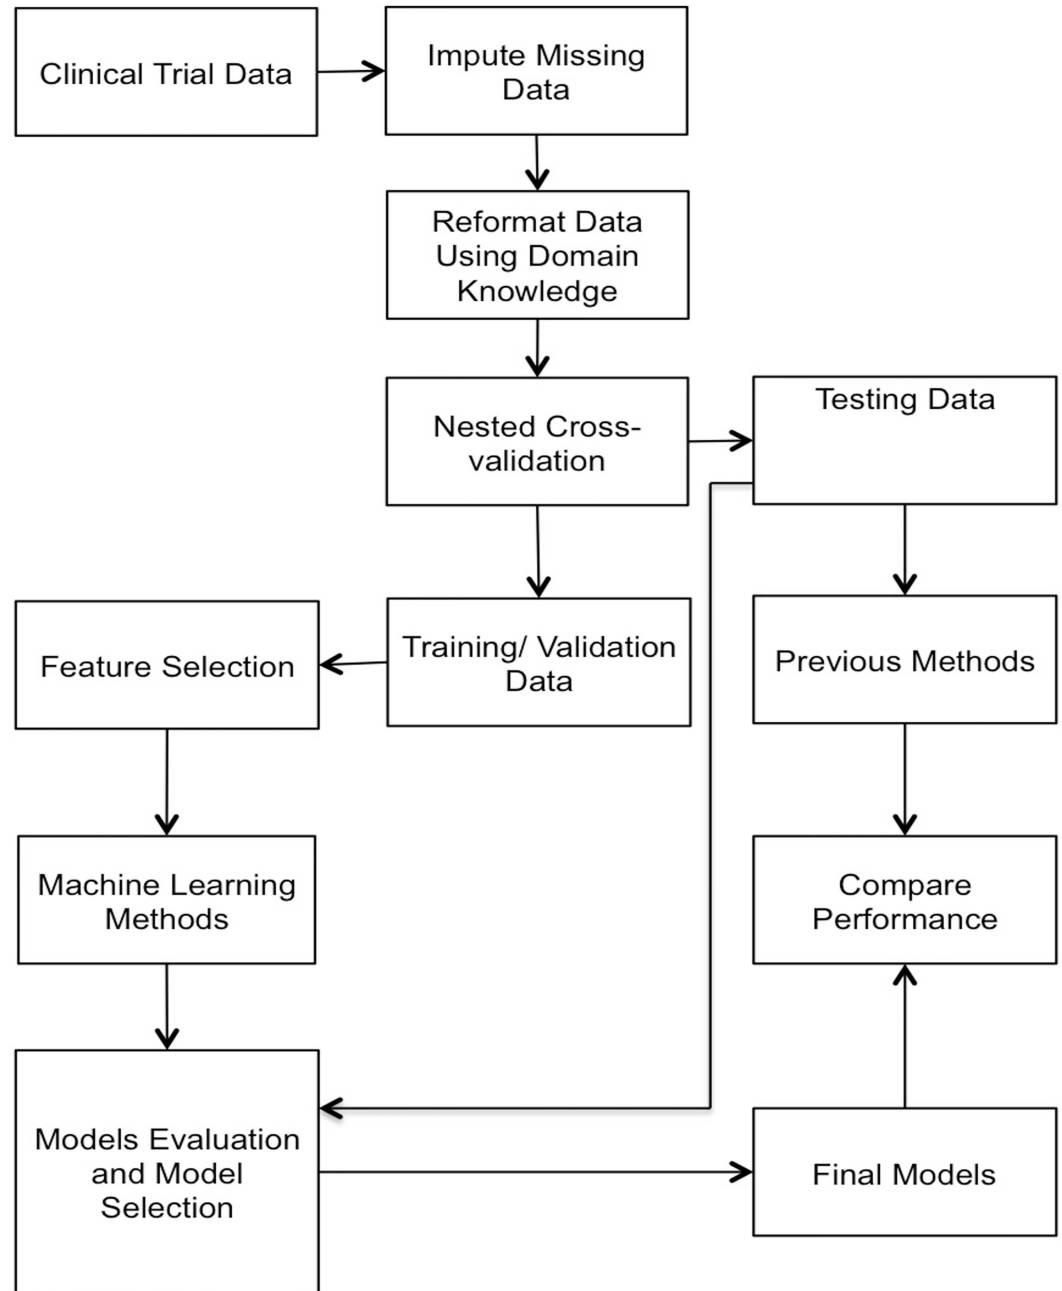 Clinical Trial Data
Impute Missing
Data
Reformat Data
Using Domain
Knowledge
Nested Cross-
validation
Testing Data
Training/ Validation
Data
Feature Selection
Previous Methods
Machine Learning
Methods
Compare
Performance
Models Evaluation
and Model
Selection
Final Models